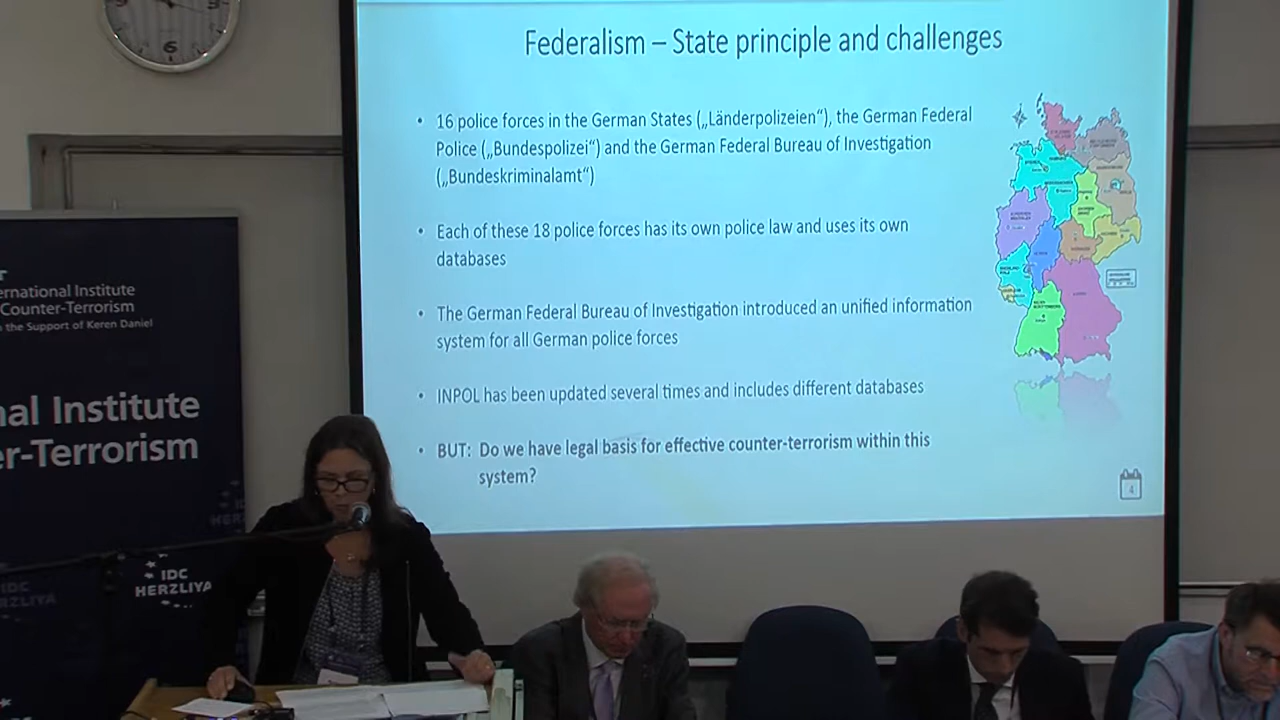 Federalism – State principle and challenges
• 16 police forces in the German States („Länderpolizeien“), the German Federal
Police („Bundespolizei“) and the German Federal Bureau of Investigation
(„Bundeskriminalamt“)
• Each of these 18 police forces has its own police law and uses its own
databases
• The German Federal Bureau of Investigation introduced an unified information
system for all German police forces
• INPOL has been updated several times and includes different databases
• BUT: Do we have legal basis for effective counter-terrorism within this
system?
4
ernational Institute
Counter-Terrorism
the Support of Keren Daniel
nal Institute
er-Terrorism
IDC
HERZLIYA
IDC
RZLIYA
HERZ
6